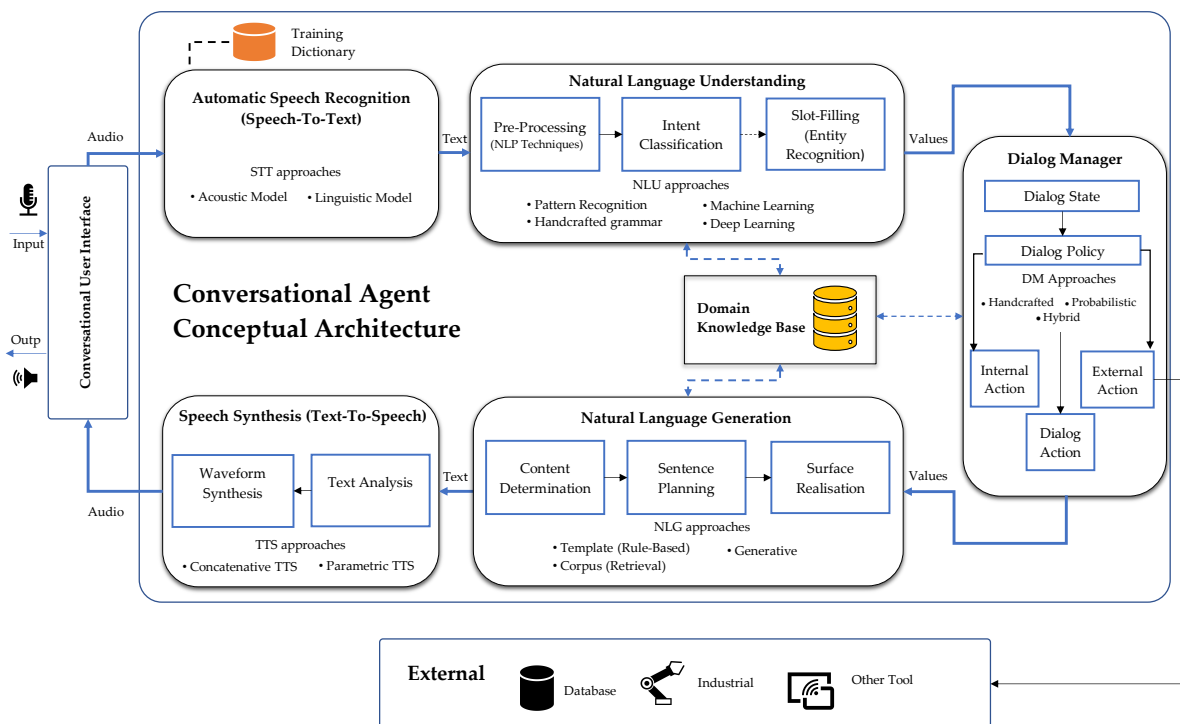 Training
Dictionary
Automatic Speech Recognition
(Speech-To-Text)
STT approaches
• Acoustic Model • Linguistic Model
Audio
Text
Natural Language Understanding
Pre-Processing
(NLP Techniques)
Intent
Classification
Slot-Filling
(Entity
Recognition)
NLU approaches
• Pattern Recognition
• Handcrafted grammar
• Machine Learning
• Deep Learning
Values
Dialog Manager
Dialog State
Dialog Policy
DM Approaches
• Handcrafted • Probabilistic
• Hybrid
Internal
Action
External
Action
Dialog
Action
Input
Conversational User Interface
Outp
Conversational Agent
Conceptual Architecture
Domain
Knowledge Base
Speech Synthesis (Text-To-Speech)
Waveform
Synthesis
Text Analysis
TTS approaches
• Concatenative TTS • Parametric TTS
Audio
Text
Natural Language Generation
Content
Determination
Sentence
Planning
Surface
Realisation
NLG approaches
• Template (Rule-Based)
• Corpus (Retrieval)
• Generative
Values
External
Database
Industrial
Other Tool